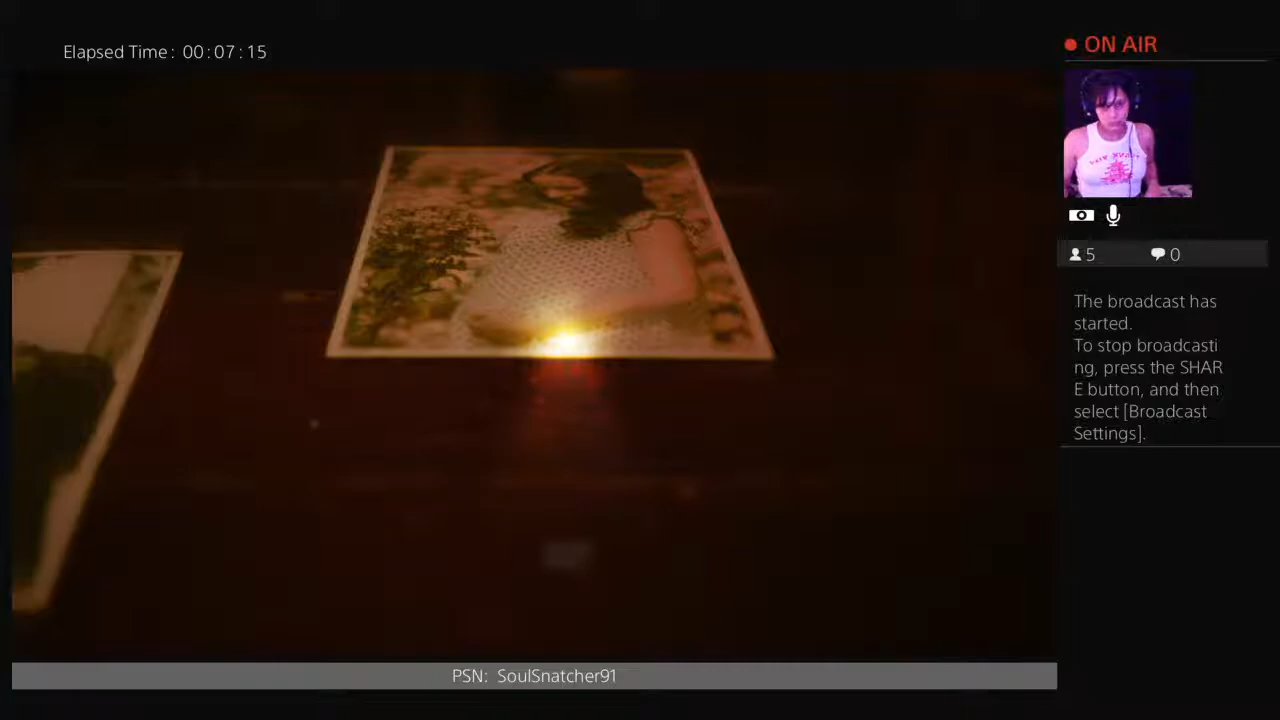 Elapsed Time: 00:07:15
ON AIR
5
0
The broadcast has
started.
To stop broadcasti
ng, press the SHAR
E button, and then
select [Broadcast
Settings].
PSN: SoulSnatcher91